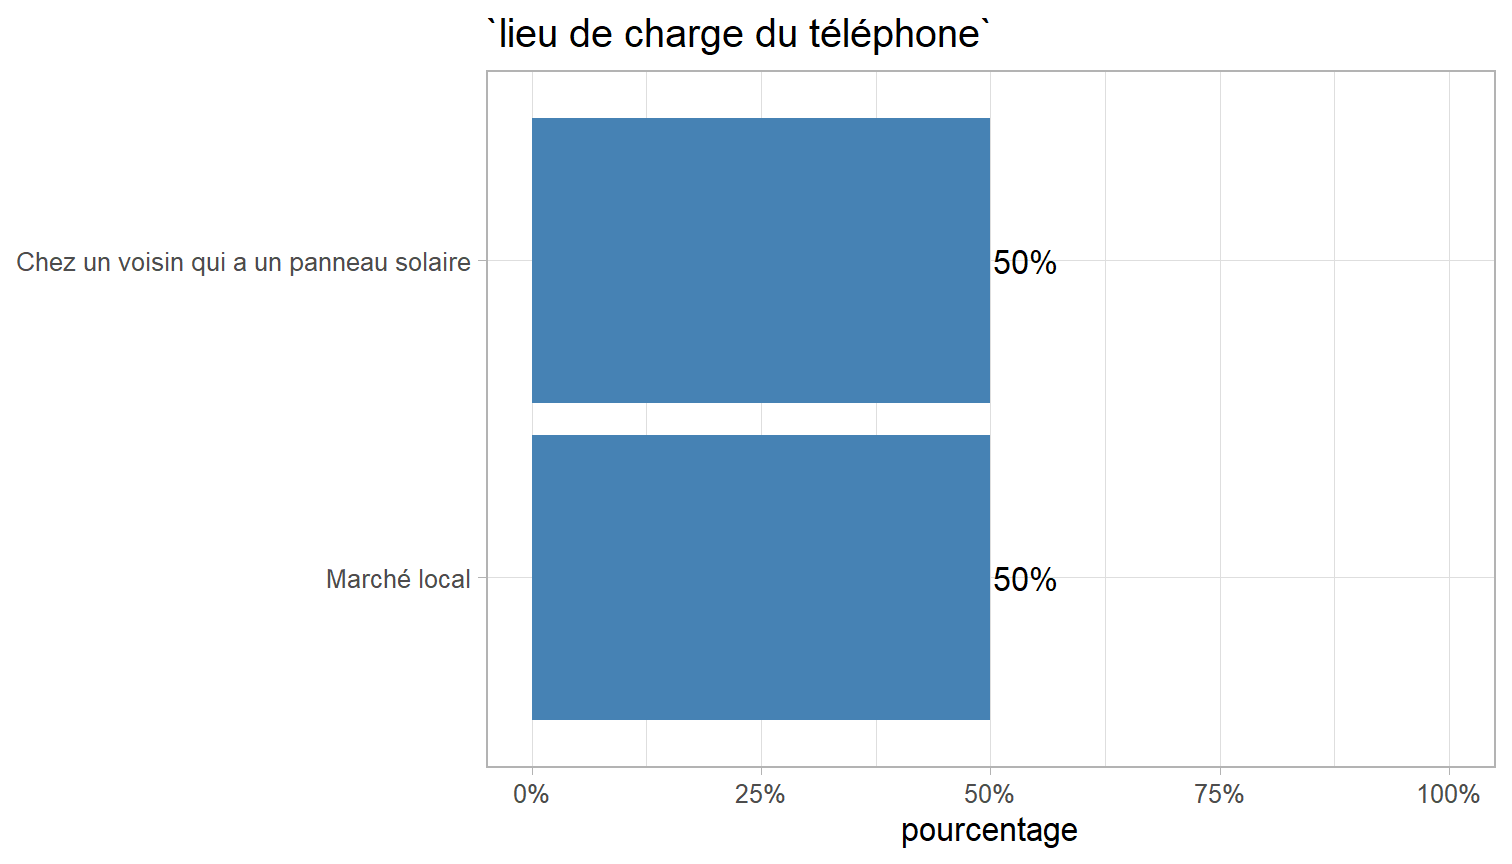 `lieu de charge du téléphone`
Chez un voisin qui a un panneau solaire
50%
Marché local
50%
0% 25% 50% 75% 100%
pourcentage